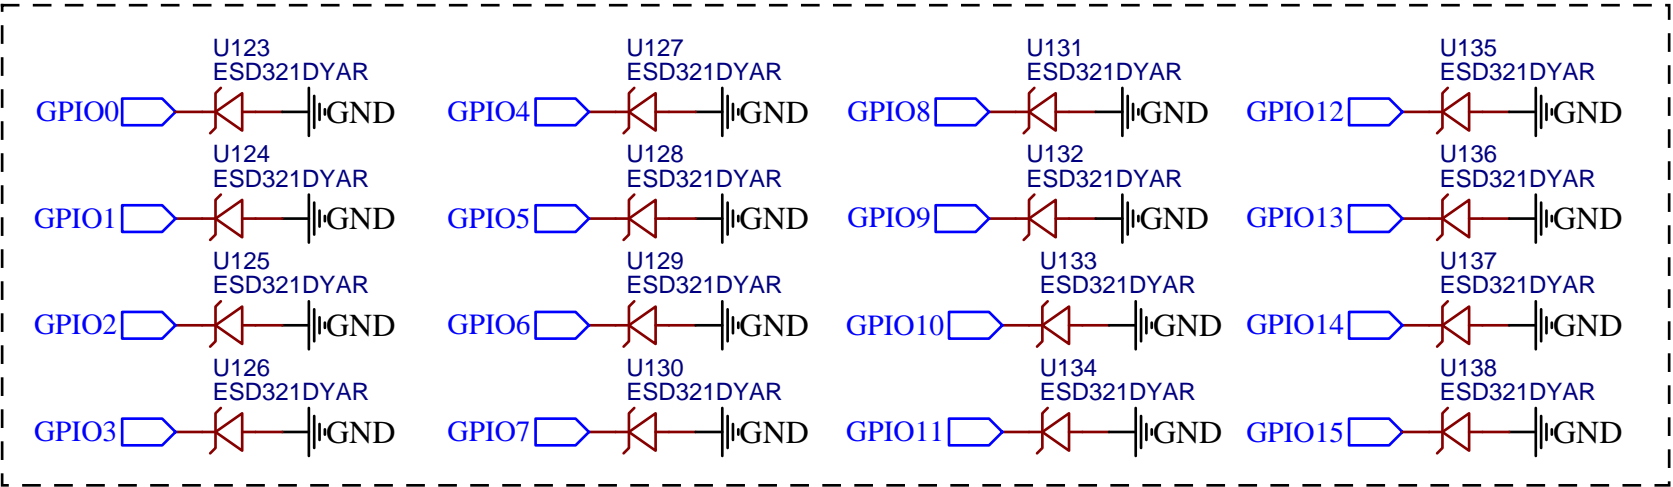 U123
ESD321DYAR
GPIO0 GND
U127
ESD321DYAR
GPIO4 GND
U131
ESD321DYAR
GPIO8 GND
U135
ESD321DYAR
GPIO12 GND
U124
ESD321DYAR
GPIO1 GND
U128
ESD321DYAR
GPIO5 GND
U132
ESD321DYAR
GPIO9 GND
U136
ESD321DYAR
GPIO13 GND
U125
ESD321DYAR
GPIO2 GND
U129
ESD321DYAR
GPIO6 GND
U133
ESD321DYAR
GPIO10 GND
U137
ESD321DYAR
GPIO14 GND
U126
ESD321DYAR
GPIO3 GND
U130
ESD321DYAR
GPIO7 GND
U134
ESD321DYAR
GPIO11 GND
U138
ESD321DYAR
GPIO15 GND